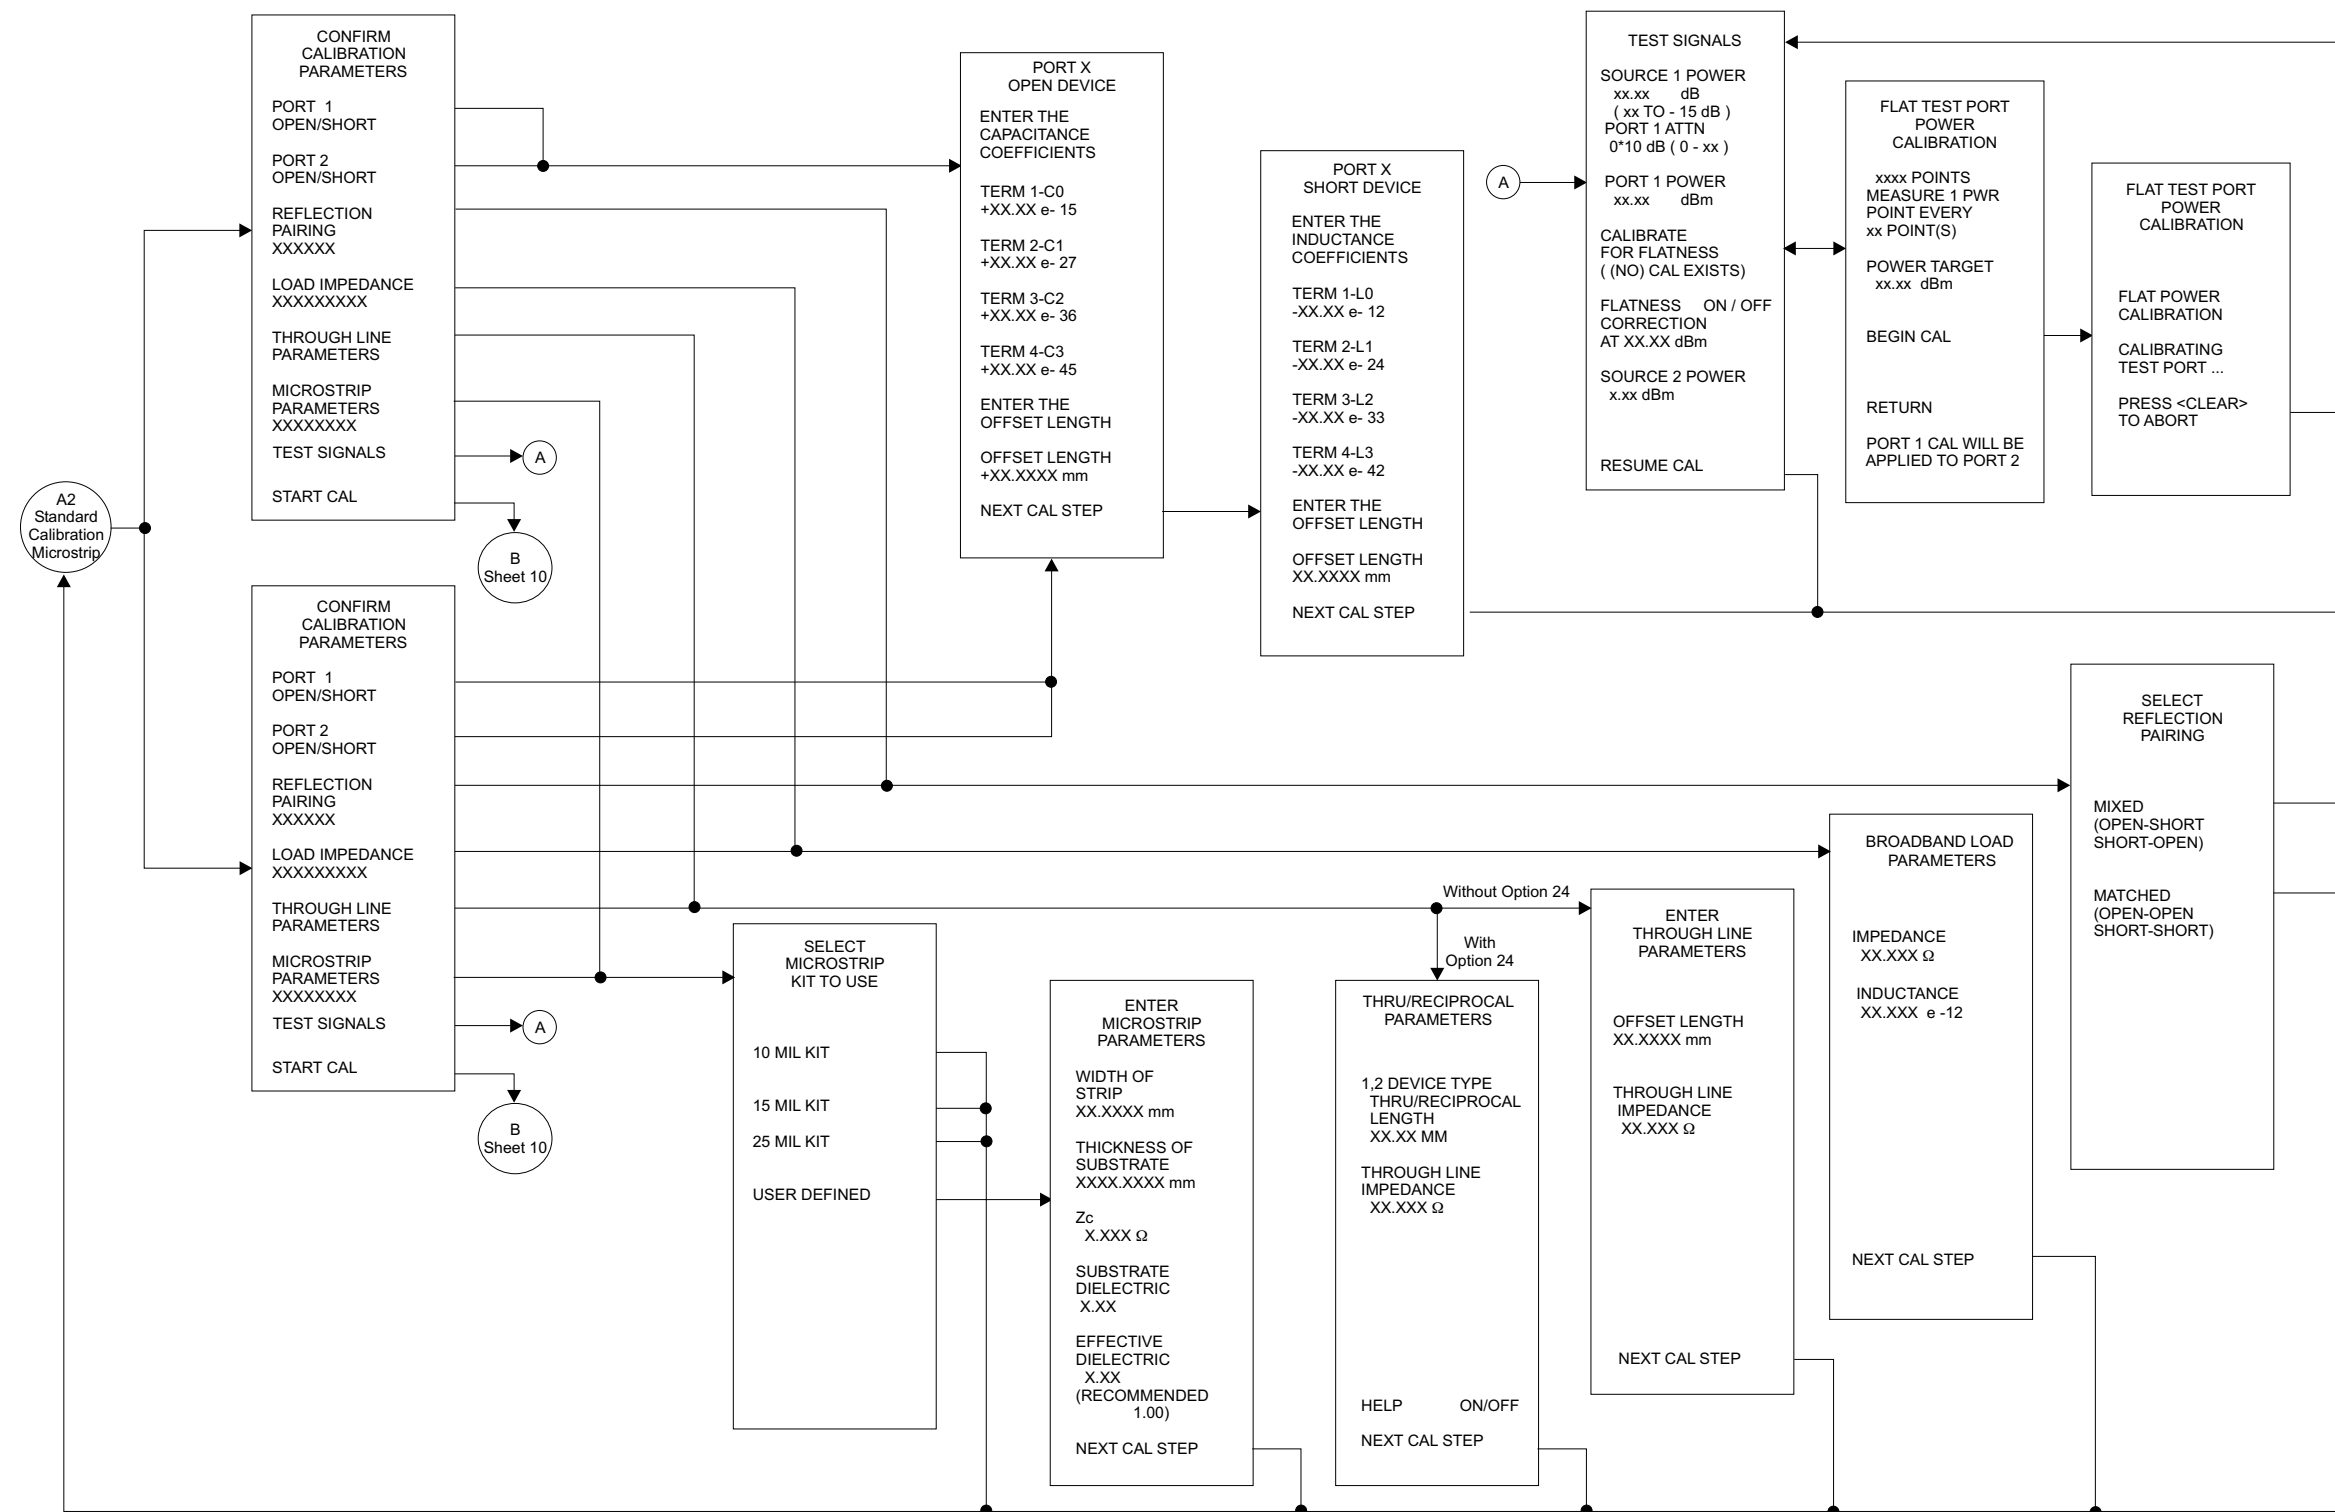 A2
Standard
Calibration
Microstrip
CONFIRM
CALIBRATION
PARAMETERS
PORT 1
OPEN/SHORT
PORT 2
OPEN/SHORT
REFLECTION
PAIRING
XXXXXX
LOAD IMPEDANCE
XXXXXXXXX
THROUGH LINE
PARAMETERS
MICROSTRIP
PARAMETERS
XXXXXXXX
TEST SIGNALS
START CAL
A
B
Sheet 10
CONFIRM
CALIBRATION
PARAMETERS
PORT 1
OPEN/SHORT
PORT 2
OPEN/SHORT
REFLECTION
PAIRING
XXXXXX
LOAD IMPEDANCE
XXXXXXXXX
THROUGH LINE
PARAMETERS
MICROSTRIP
PARAMETERS
XXXXXXXX
TEST SIGNALS
START CAL
A
B
Sheet 10
PORT X
OPEN DEVICE
ENTER THE
CAPACITANCE
COEFFICIENTS
TERM 1-C0
+XX.XX e- 15
TERM 2-C1
+XX.XX e- 27
TERM 3-C2
+XX.XX e- 36
TERM 4-C3
+XX.XX e- 45
ENTER THE
OFFSET LENGTH
OFFSET LENGTH
+XX.XXXX mm
NEXT CAL STEP
PORT X
SHORT DEVICE
ENTER THE
INDUCTANCE
COEFFICIENTS
TERM 1-L0
-XX.XX e- 12
TERM 2-L1
-XX.XX e- 24
TERM 3-L2
-XX.XX e- 33
TERM 4-L3
-XX.XX e- 42
ENTER THE
OFFSET LENGTH
OFFSET LENGTH
XX.XXXX mm
NEXT CAL STEP
A
TEST SIGNALS
SOURCE 1 POWER
xx.xx dB
( xx TO - 15 dB )
PORT 1 ATTN
0*10 dB ( 0 - xx )
PORT 1 POWER
xx.xx dBm
CALIBRATE
FOR FLATNESS
( (NO) CAL EXISTS)
FLATNESS ON / OFF
CORRECTION
AT XX.XX dBm
SOURCE 2 POWER
x.xx dBm
RESUME CAL
FLAT TEST PORT
POWER
CALIBRATION
xxxx POINTS
MEASURE 1 PWR
POINT EVERY
xx POINT(S)
POWER TARGET
xx.xx dBm
BEGIN CAL
RETURN
PORT 1 CAL WILL BE
APPLIED TO PORT 2
FLAT TEST PORT
POWER
CALIBRATION
FLAT POWER
CALIBRATION
CALIBRATING
TEST PORT ...
PRESS <CLEAR>
TO ABORT
SELECT
MICROSTRIP
KIT TO USE
10 MIL KIT
15 MIL KIT
25 MIL KIT
USER DEFINED
ENTER
MICROSTRIP
PARAMETERS
WIDTH OF
STRIP
XX.XXXX mm
THICKNESS OF
SUBSTRATE
XXXX.XXXX mm
Zc
X.XXX Ω
SUBSTRATE
DIELECTRIC
X.XX
EFFECTIVE
DIELECTRIC
X.XX
(RECOMMENDED
1.00)
NEXT CAL STEP
Without Option 24
With
Option 24
THRU/RECIPROCAL
PARAMETERS
1,2 DEVICE TYPE
THRU/RECIPROCAL
LENGTH
XX.XX MM
THROUGH LINE
IMPEDANCE
XX.XXX Ω
HELP ON/OFF
NEXT CAL STEP
ENTER
THROUGH LINE
PARAMETERS
OFFSET LENGTH
XX.XXXX mm
THROUGH LINE
IMPEDANCE
XX.XXX Ω
NEXT CAL STEP
BROADBAND LOAD
PARAMETERS
IMPEDANCE
XX.XXX Ω
INDUCTANCE
XX.XXX e -12
NEXT CAL STEP
SELECT
REFLECTION
PAIRING
MIXED
(OPEN-SHORT
SHORT-OPEN)
MATCHED
(OPEN-OPEN
SHORT-SHORT)